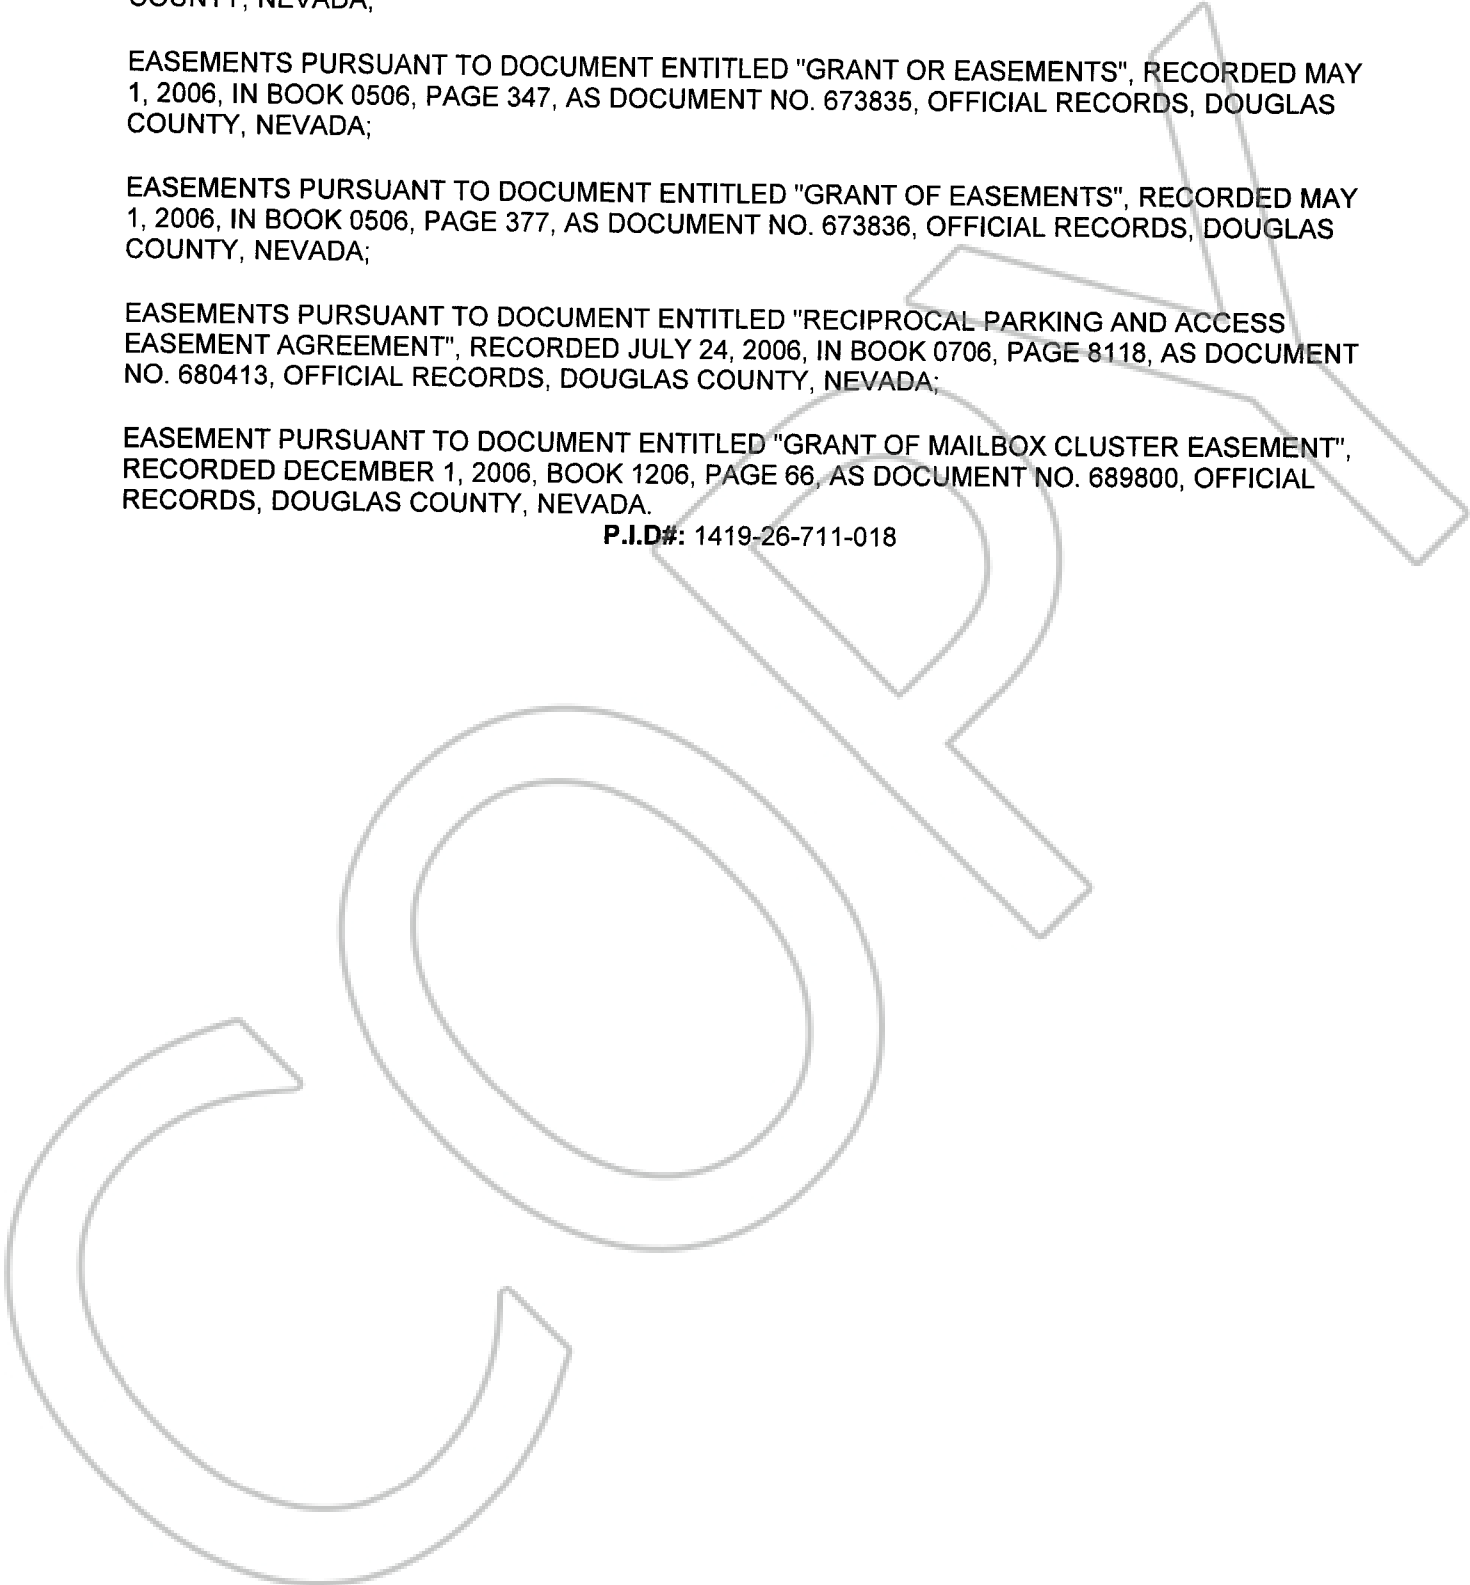 COUNTY, NEVADA;
EASEMENTS PURSUANT TO DOCUMENT ENTITLED "GRANT OR EASEMENTS", RECORDED MAY
1, 2006, IN BOOK 0506, PAGE 347, AS DOCUMENT NO. 673835, OFFICIAL RECORDS, DOUGLAS
COUNTY, NEVADA;
EASEMENTS PURSUANT TO DOCUMENT ENTITLED "GRANT OF EASEMENTS", RECORDED MAY
1, 2006, IN BOOK 0506, PAGE 377, AS DOCUMENT NO. 673836, OFFICIAL RECORDS, DOUGLAS
COUNTY, NEVADA;
EASEMENTS PURSUANT TO DOCUMENT ENTITLED "RECIPROCAL PARKING AND ACCESS
EASEMENT AGREEMENT", RECORDED JULY 24, 2006, IN BOOK 0706, PAGE 8118, AS DOCUMENT
NO. 680413, OFFICIAL RECORDS, DOUGLAS COUNTY, NEVADA;
EASEMENT PURSUANT TO DOCUMENT ENTITLED "GRANT OF MAILBOX CLUSTER EASEMENT",
RECORDED DECEMBER 1, 2006, BOOK 1206, PAGE 66, AS DOCUMENT NO. 689800, OFFICIAL
RECORDS, DOUGLAS COUNTY, NEVADA.
P.I.D#: 1419-26-711-018
COPY